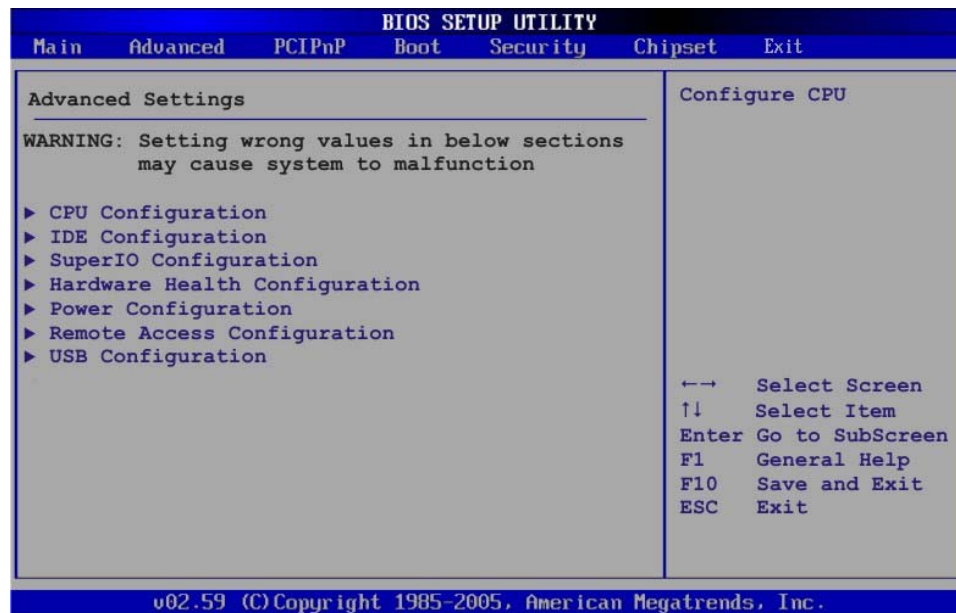 BIOS SETUP UTILITY
Main Advanced PCIPnP Boot Security Chipset Exit
Advanced Settings
WARNING: Setting wrong values in below sections
may cause system to malfunction
▶ CPU Configuration
▶ IDE Configuration
▶ SuperIO Configuration
▶ Hardware Health Configuration
▶ Power Configuration
▶ Remote Access Configuration
▶ USB Configuration
Configure CPU
←→ Select Screen
↑↓ Select Item
Enter Go to SubScreen
F1 General Help
F10 Save and Exit
ESC Exit
v02.59 (C)Copyright 1985-2005, American Megatrends, Inc.